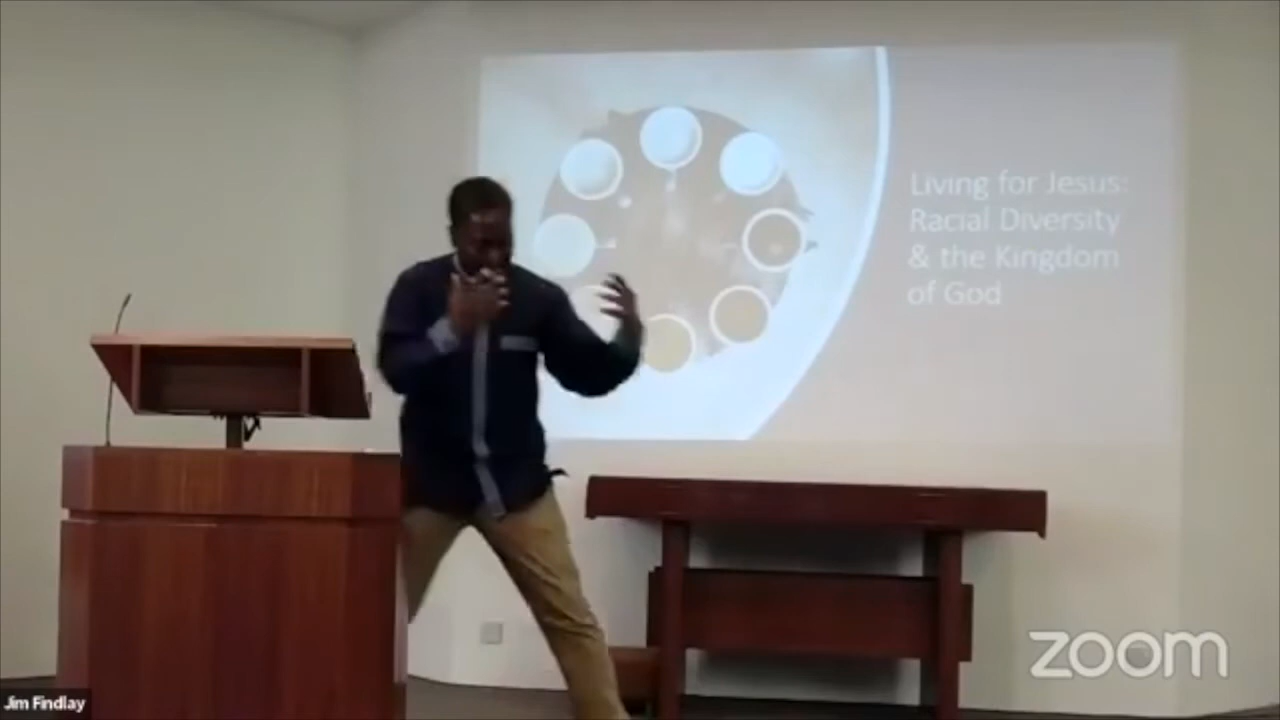 Living for Jesus:
Racial Diversity
& the Kingdom
of God
zoom
Jim Findlay